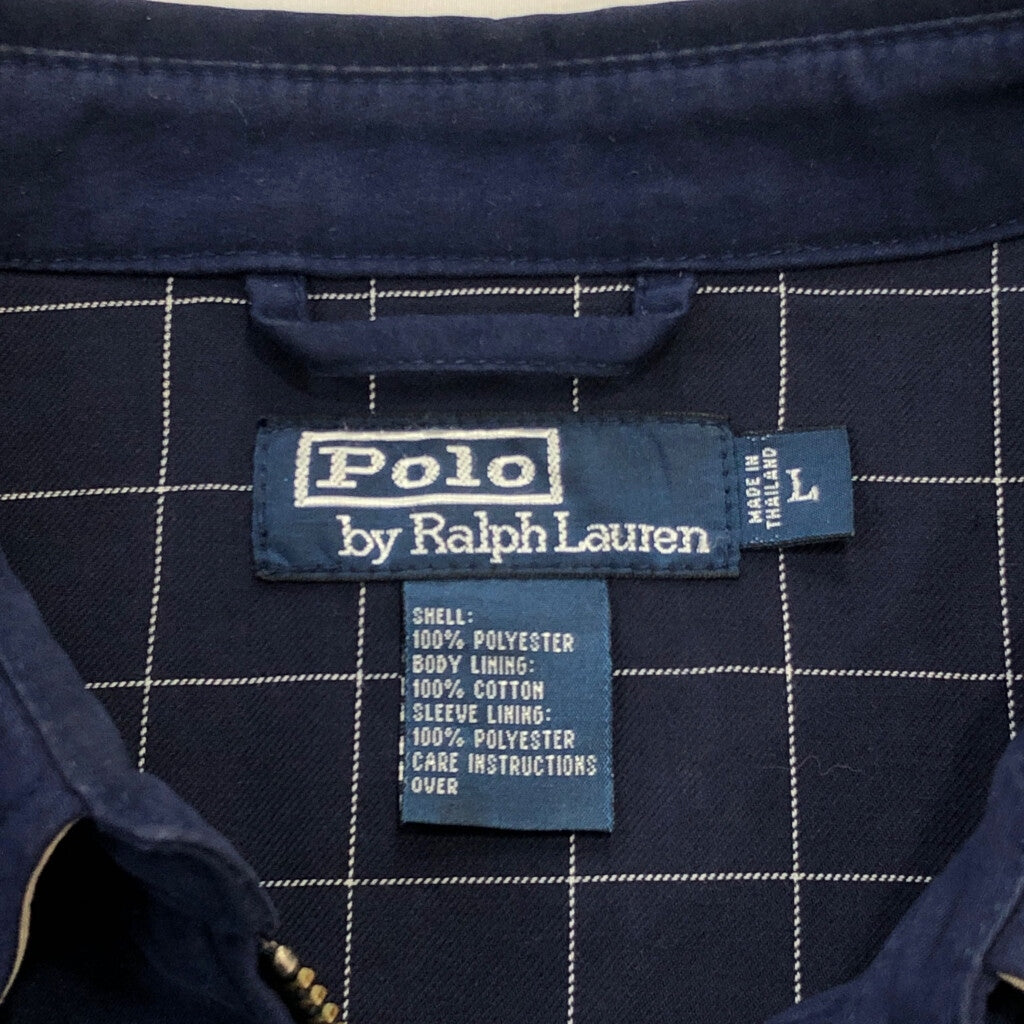 Polo
by Ralph Lauren
MADE IN
THAILAND
L
SHELL:
100% POLYESTER
BODY LINING:
100% COTTON
SLEEVE LINING:
100% POLYESTER
CARE INSTRUCTIONS
OVER